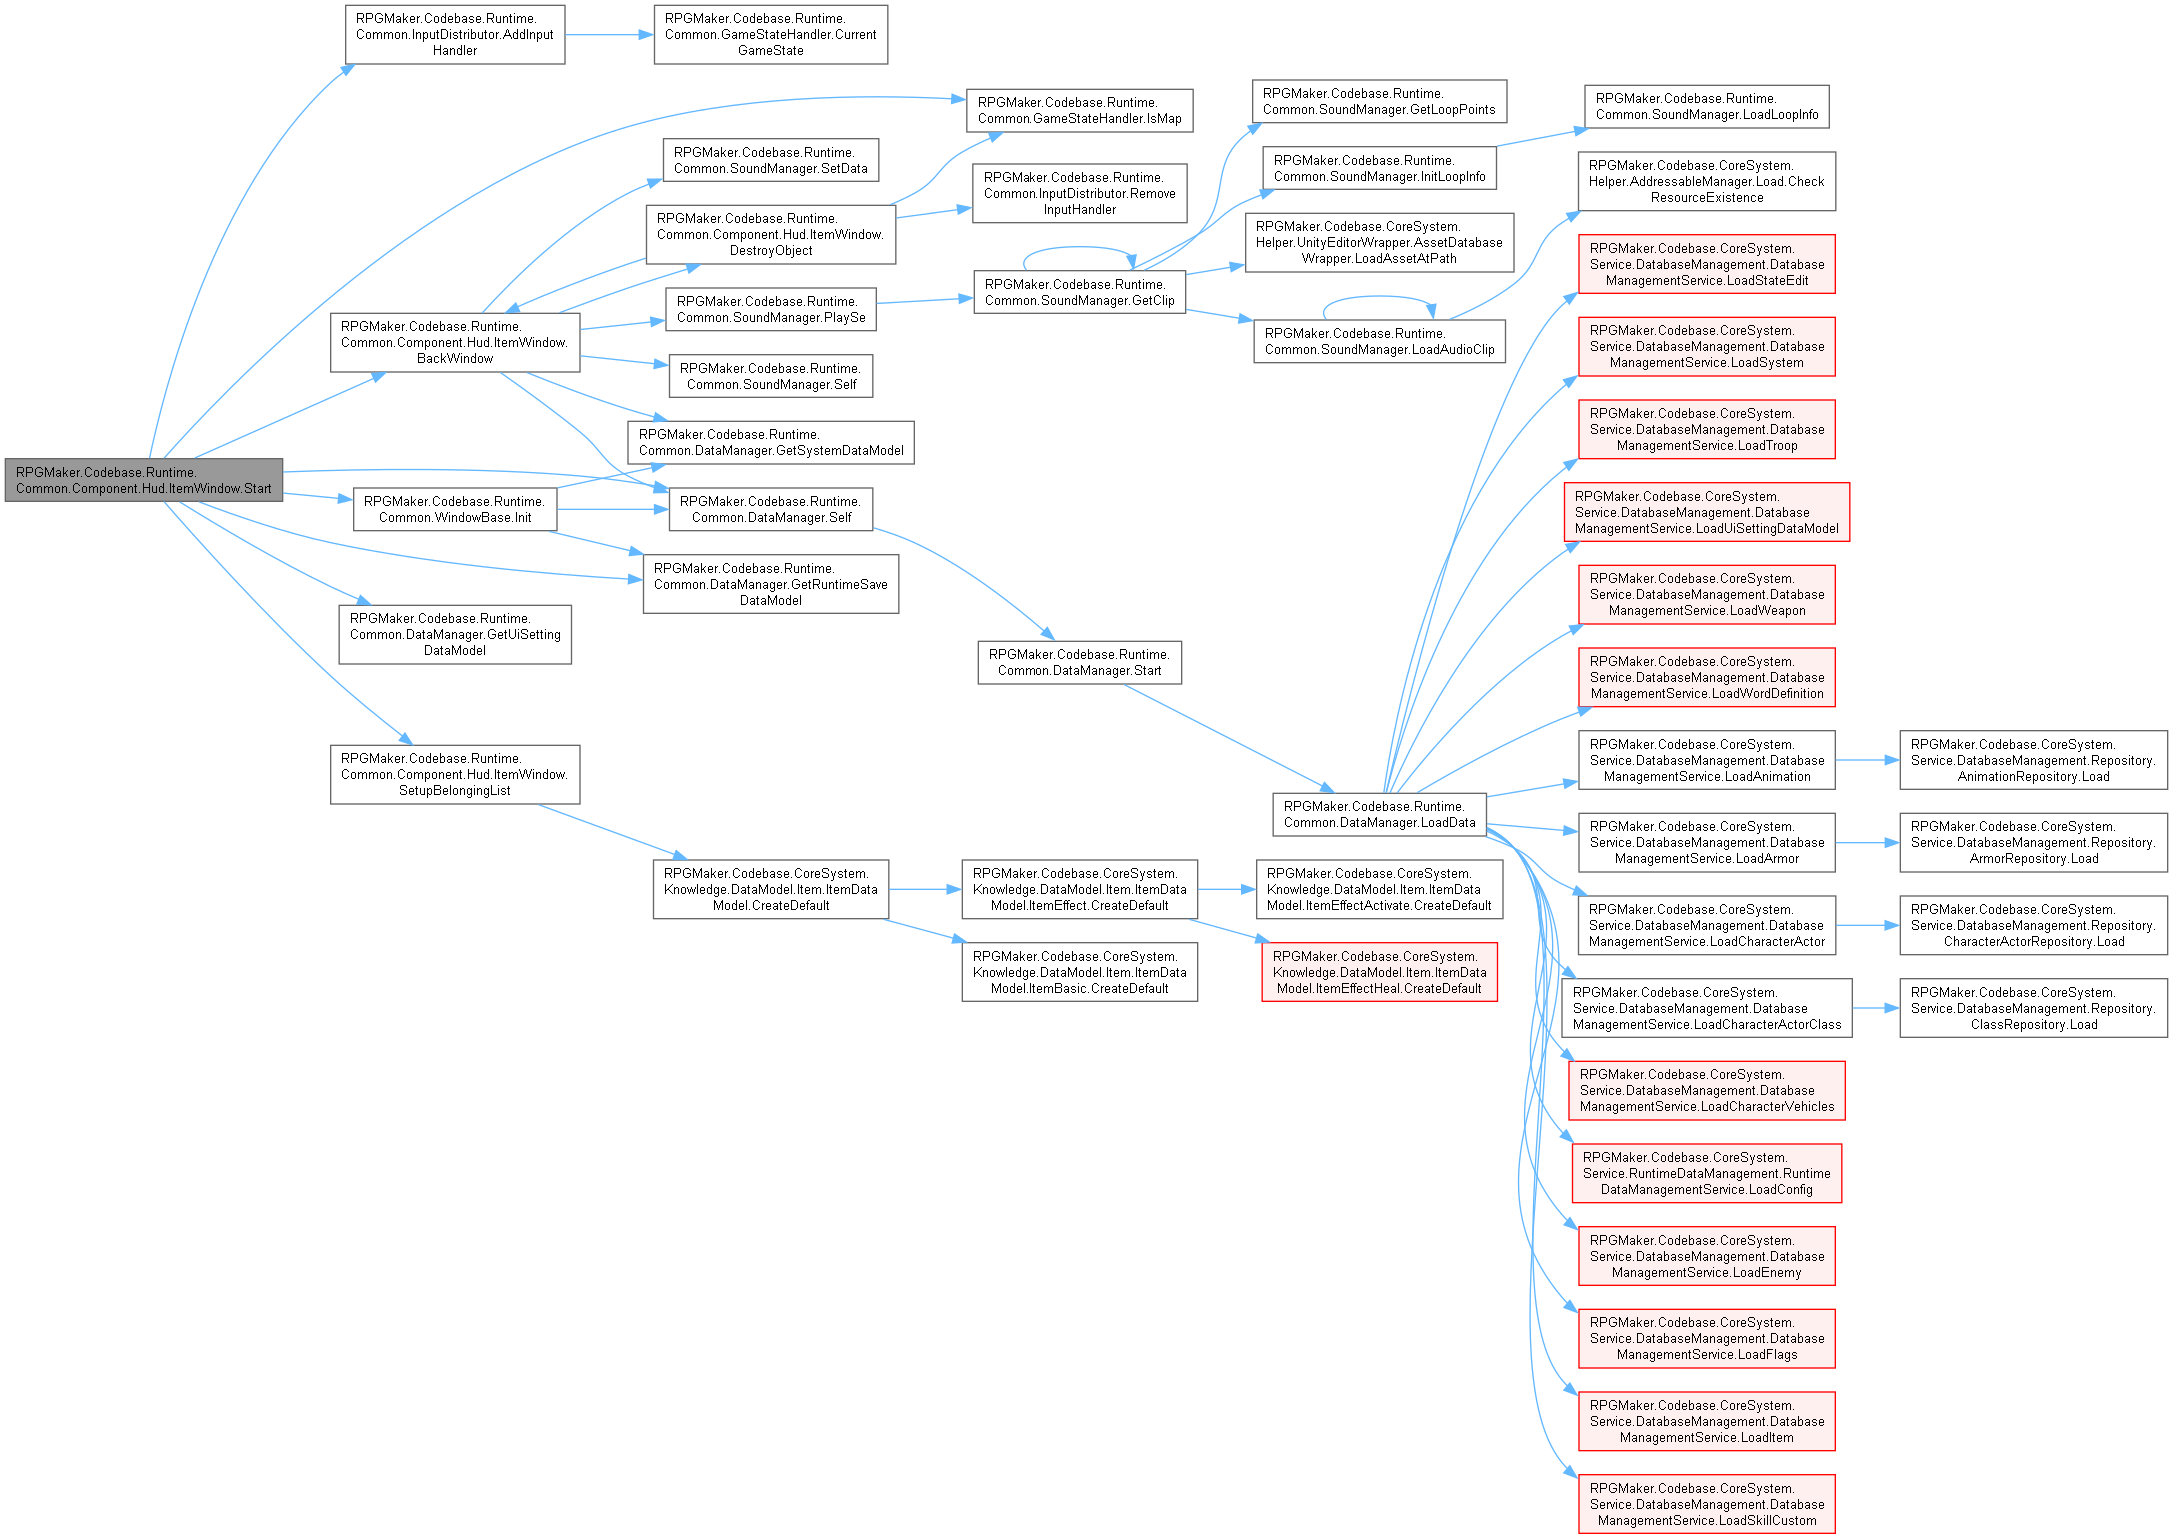 RPGMaker.Codebase.Runtime.
Common.InputDistributor.AddInput
Handler
RPGMaker.Codebase.Runtime.
Common.GameStateHandler.Current
GameState
RPGMaker.Codebase.Runtime.
Common.GameStateHandler.IsMap
RPGMaker.Codebase.Runtime.
Common.SoundManager.GetLoopPoints
RPGMaker.Codebase.Runtime.
Common.SoundManager.LoadLoopInfo
RPGMaker.Codebase.Runtime.
Common.SoundManager.SetData
RPGMaker.Codebase.Runtime.
Common.InputDistributor.Remove
InputHandler
RPGMaker.Codebase.Runtime.
Common.SoundManager.InitLoopInfo
RPGMaker.Codebase.CoreSystem.
Helper.AddressableManager.Load.Check
ResourceExistence
RPGMaker.Codebase.Runtime.
Common.Component.Hud.ItemWindow.
DestroyObject
RPGMaker.Codebase.CoreSystem.
Helper.UnityEditorWrapper.AssetDatabase
Wrapper.LoadAssetAtPath
RPGMaker.Codebase.CoreSystem.
Service.DatabaseManagement.Database
ManagementService.LoadStateEdit
RPGMaker.Codebase.Runtime.
Common.SoundManager.PlaySe
RPGMaker.Codebase.Runtime.
Common.SoundManager.GetClip
RPGMaker.Codebase.Runtime.
Common.SoundManager.LoadAudioClip
RPGMaker.Codebase.CoreSystem.
Service.DatabaseManagement.Database
ManagementService.LoadSystem
RPGMaker.Codebase.Runtime.
Common.Component.Hud.ItemWindow.
BackWindow
RPGMaker.Codebase.Runtime.
Common.SoundManager.Self
RPGMaker.Codebase.CoreSystem.
Service.DatabaseManagement.Database
ManagementService.LoadTroop
RPGMaker.Codebase.Runtime.
Common.DataManager.GetSystemDataModel
RPGMaker.Codebase.Runtime.
Common.Component.Hud.ItemWindow.Start
RPGMaker.Codebase.Runtime.
Common.WindowBase.Init
RPGMaker.Codebase.Runtime.
Common.DataManager.Self
RPGMaker.Codebase.CoreSystem.
Service.DatabaseManagement.Database
ManagementService.LoadUiSettingDataModel
RPGMaker.Codebase.Runtime.
Common.DataManager.GetRuntimeSave
DataModel
RPGMaker.Codebase.CoreSystem.
Service.DatabaseManagement.Database
ManagementService.LoadWeapon
RPGMaker.Codebase.Runtime.
Common.DataManager.GetUiSetting
DataModel
RPGMaker.Codebase.Runtime.
Common.DataManager.Start
RPGMaker.Codebase.CoreSystem.
Service.DatabaseManagement.Database
ManagementService.LoadWordDefinition
RPGMaker.Codebase.Runtime.
Common.Component.Hud.ItemWindow.
SetupBelongingList
RPGMaker.Codebase.CoreSystem.
Service.DatabaseManagement.Database
ManagementService.LoadAnimation
RPGMaker.Codebase.CoreSystem.
Service.DatabaseManagement.Repository.
AnimationRepository.Load
RPGMaker.Codebase.Runtime.
Common.DataManager.LoadData
RPGMaker.Codebase.CoreSystem.
Service.DatabaseManagement.Database
ManagementService.LoadArmor
RPGMaker.Codebase.CoreSystem.
Service.DatabaseManagement.Repository.
ArmorRepository.Load
RPGMaker.Codebase.CoreSystem.
Knowledge.DataModel.Item.ItemData
Model.CreateDefault
RPGMaker.Codebase.CoreSystem.
Knowledge.DataModel.Item.ItemData
Model.ItemEffect.CreateDefault
RPGMaker.Codebase.CoreSystem.
Knowledge.DataModel.Item.ItemData
Model.ItemEffectActivate.CreateDefault
RPGMaker.Codebase.CoreSystem.
Service.DatabaseManagement.Database
ManagementService.LoadCharacterActor
RPGMaker.Codebase.CoreSystem.
Service.DatabaseManagement.Repository.
CharacterActorRepository.Load
RPGMaker.Codebase.CoreSystem.
Knowledge.DataModel.Item.ItemData
Model.ItemBasic.CreateDefault
RPGMaker.Codebase.CoreSystem.
Knowledge.DataModel.Item.ItemData
Model.ItemEffectHeal.CreateDefault
RPGMaker.Codebase.CoreSystem.
Service.DatabaseManagement.Database
ManagementService.LoadCharacterActorClass
RPGMaker.Codebase.CoreSystem.
Service.DatabaseManagement.Repository.
ClassRepository.Load
RPGMaker.Codebase.CoreSystem.
Service.DatabaseManagement.Database
ManagementService.LoadCharacterVehicles
RPGMaker.Codebase.CoreSystem.
Service.RuntimeDataManagement.Runtime
DataManagementService.LoadConfig
RPGMaker.Codebase.CoreSystem.
Service.DatabaseManagement.Database
ManagementService.LoadEnemy
RPGMaker.Codebase.CoreSystem.
Service.DatabaseManagement.Database
ManagementService.LoadFlags
RPGMaker.Codebase.CoreSystem.
Service.DatabaseManagement.Database
ManagementService.LoadItem
RPGMaker.Codebase.CoreSystem.
Service.DatabaseManagement.Database
ManagementService.LoadSkillCustom